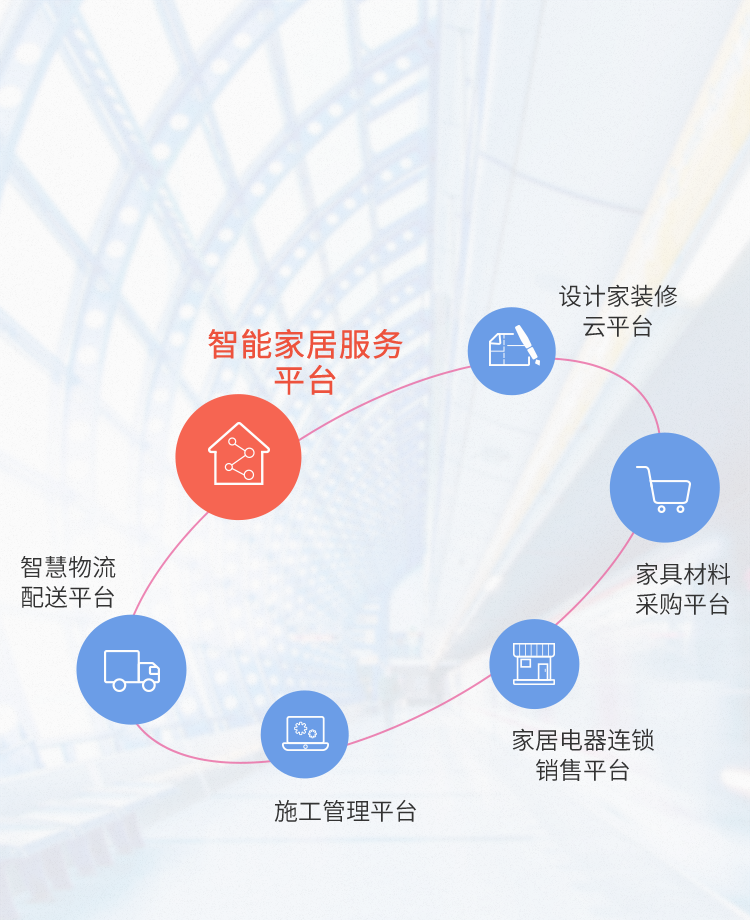 设计家装修
云平台
智能家居服务
平台
智慧物流
配送平台
家具材料
采购平台
家居电器连锁
销售平台
施工管理平台